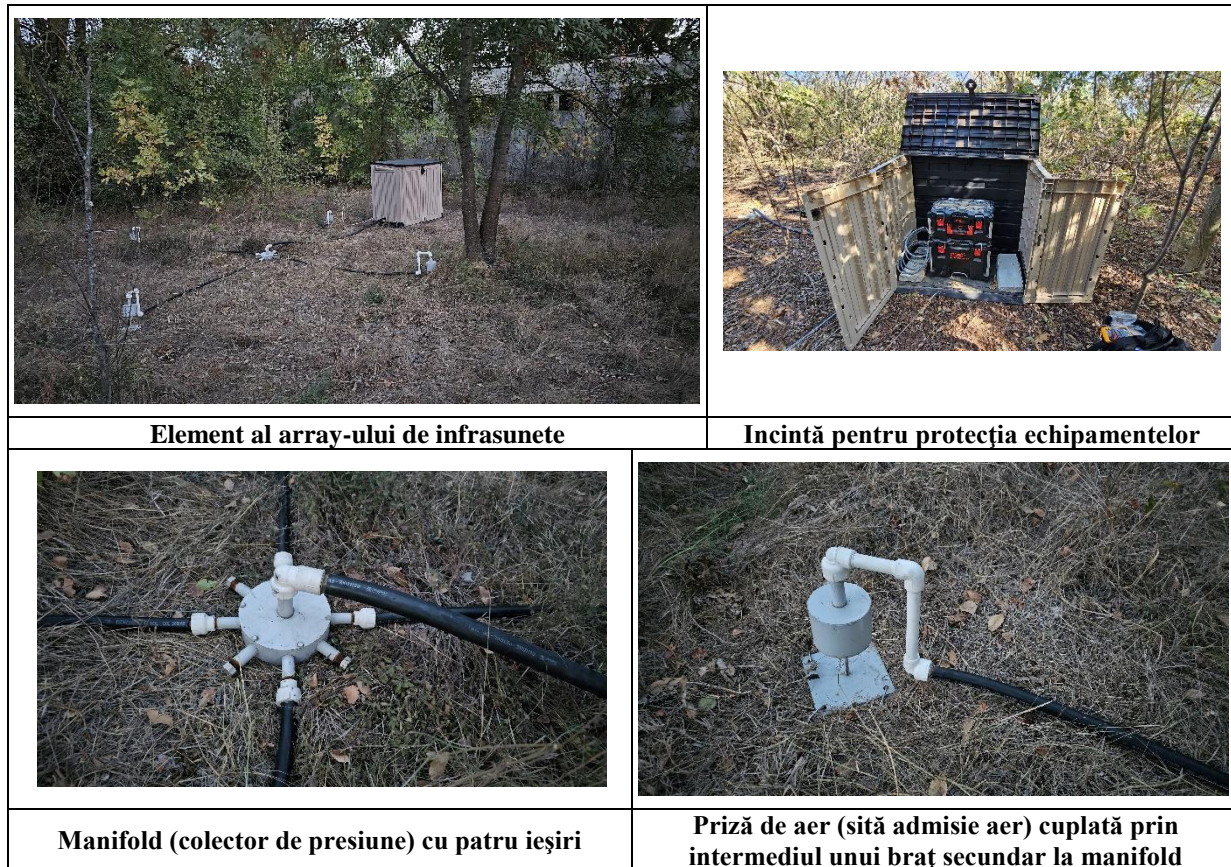 Element al array-ului de infrasunete
Incintă pentru protecţia echipamentelor
Manifold (colector de presiune) cu patru ieşiri
Priză de aer (sită admisie aer) cuplată prin
intermediul unui braţ secundar la manifold